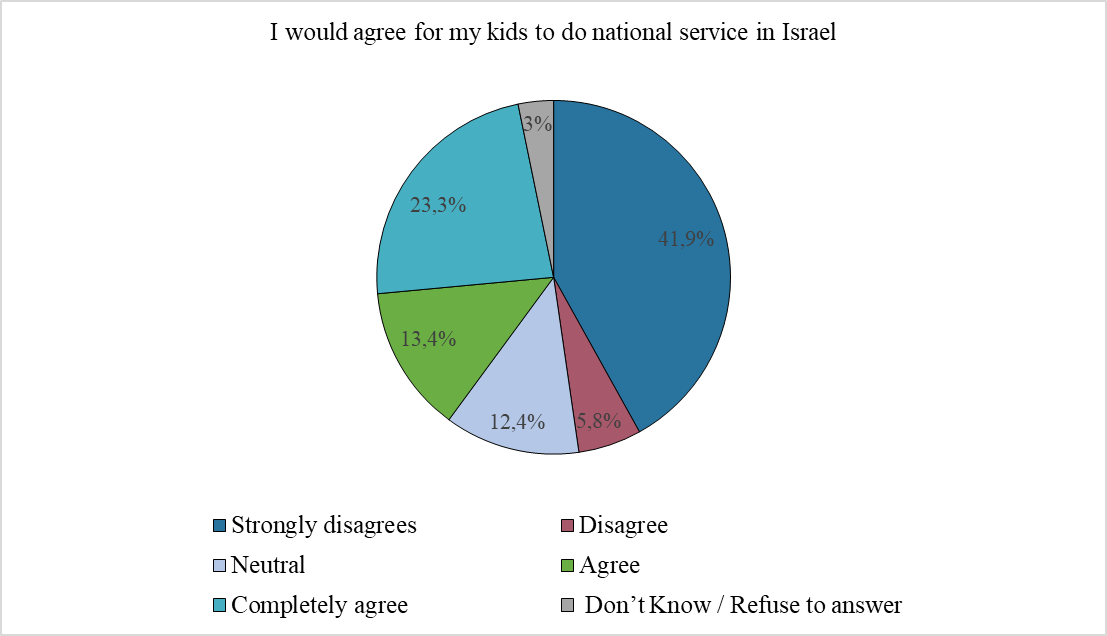 I would agree for my kids to do national service in Israel
3%
23,3%
41,9%
13,4%
12,4%
5,8%
Strongly disagrees
Disagree
Neutral
Agree
Completely agree
Don’t Know / Refuse to answer